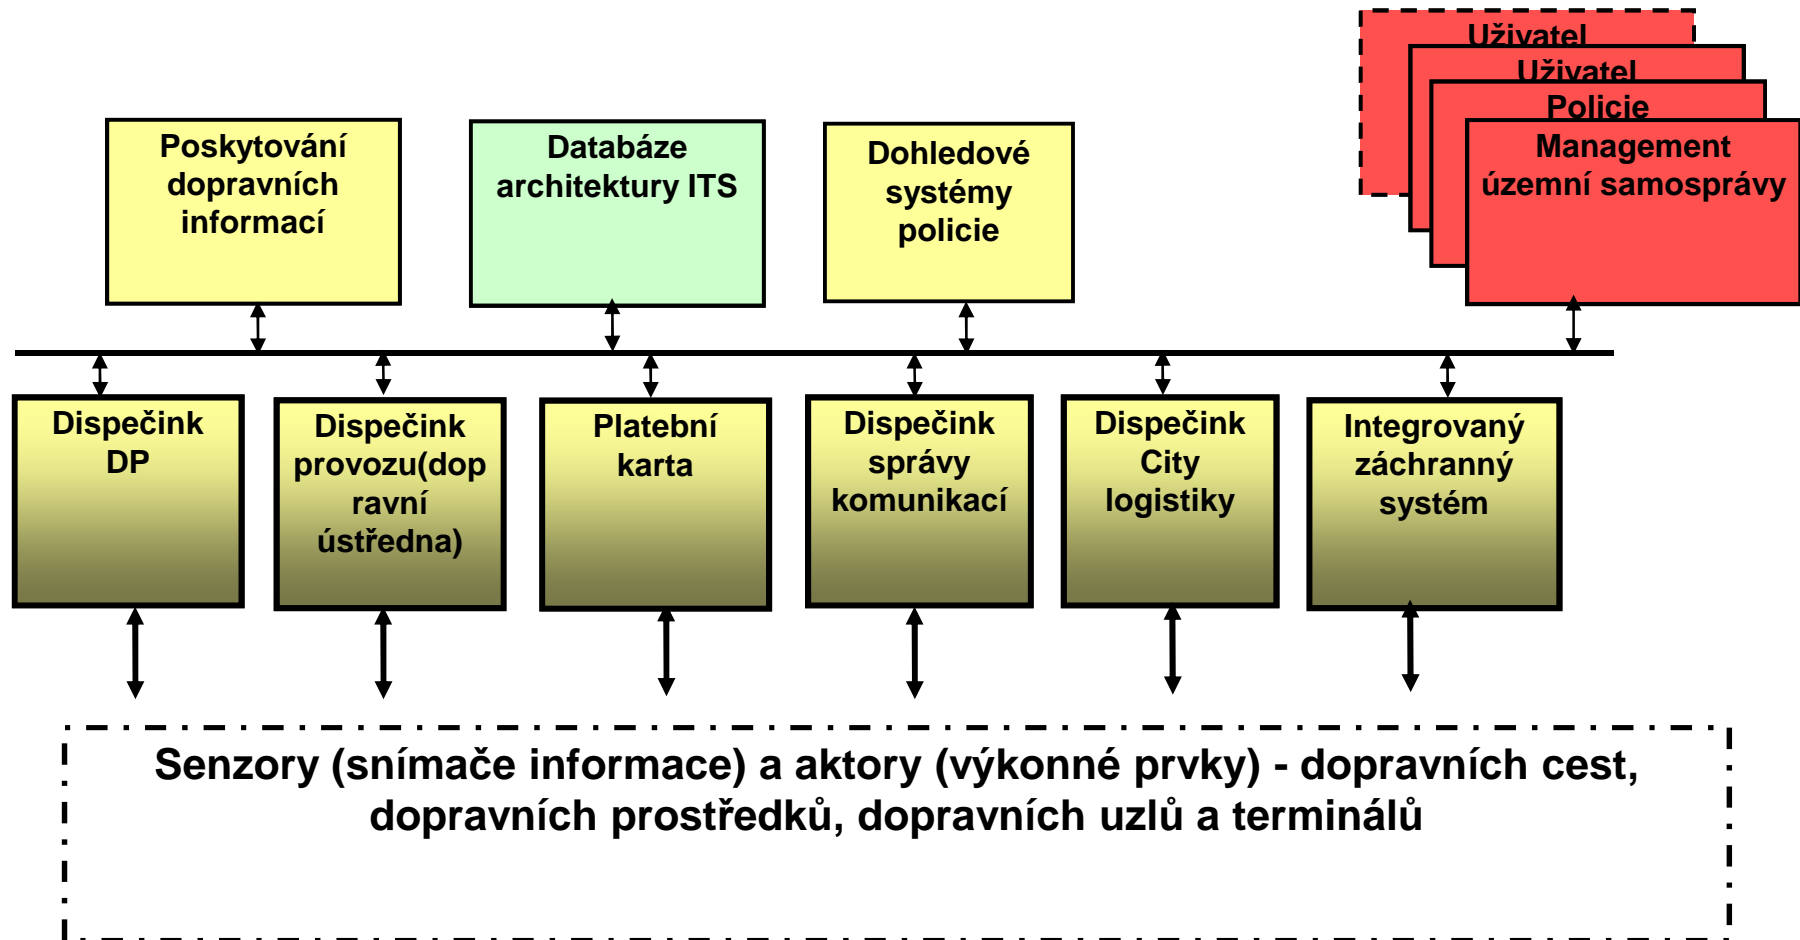 Uživatel
Uživatel
Policie
Management
územní samosprávy
Poskytování
dopravních
informací
Databáze
architektury ITS
Dohledové
systémy
policie
Dispečink
DP
Dispečink
provozu(dop
ravní
ústředna)
Platební
karta
Dispečink
správy
komunikací
Dispečink
City
logistiky
Integrovaný
záchranný
systém
Senzory (snímače informace) a aktory (výkonné prvky) - dopravních cest,
dopravních prostředků, dopravních uzlů a terminálů